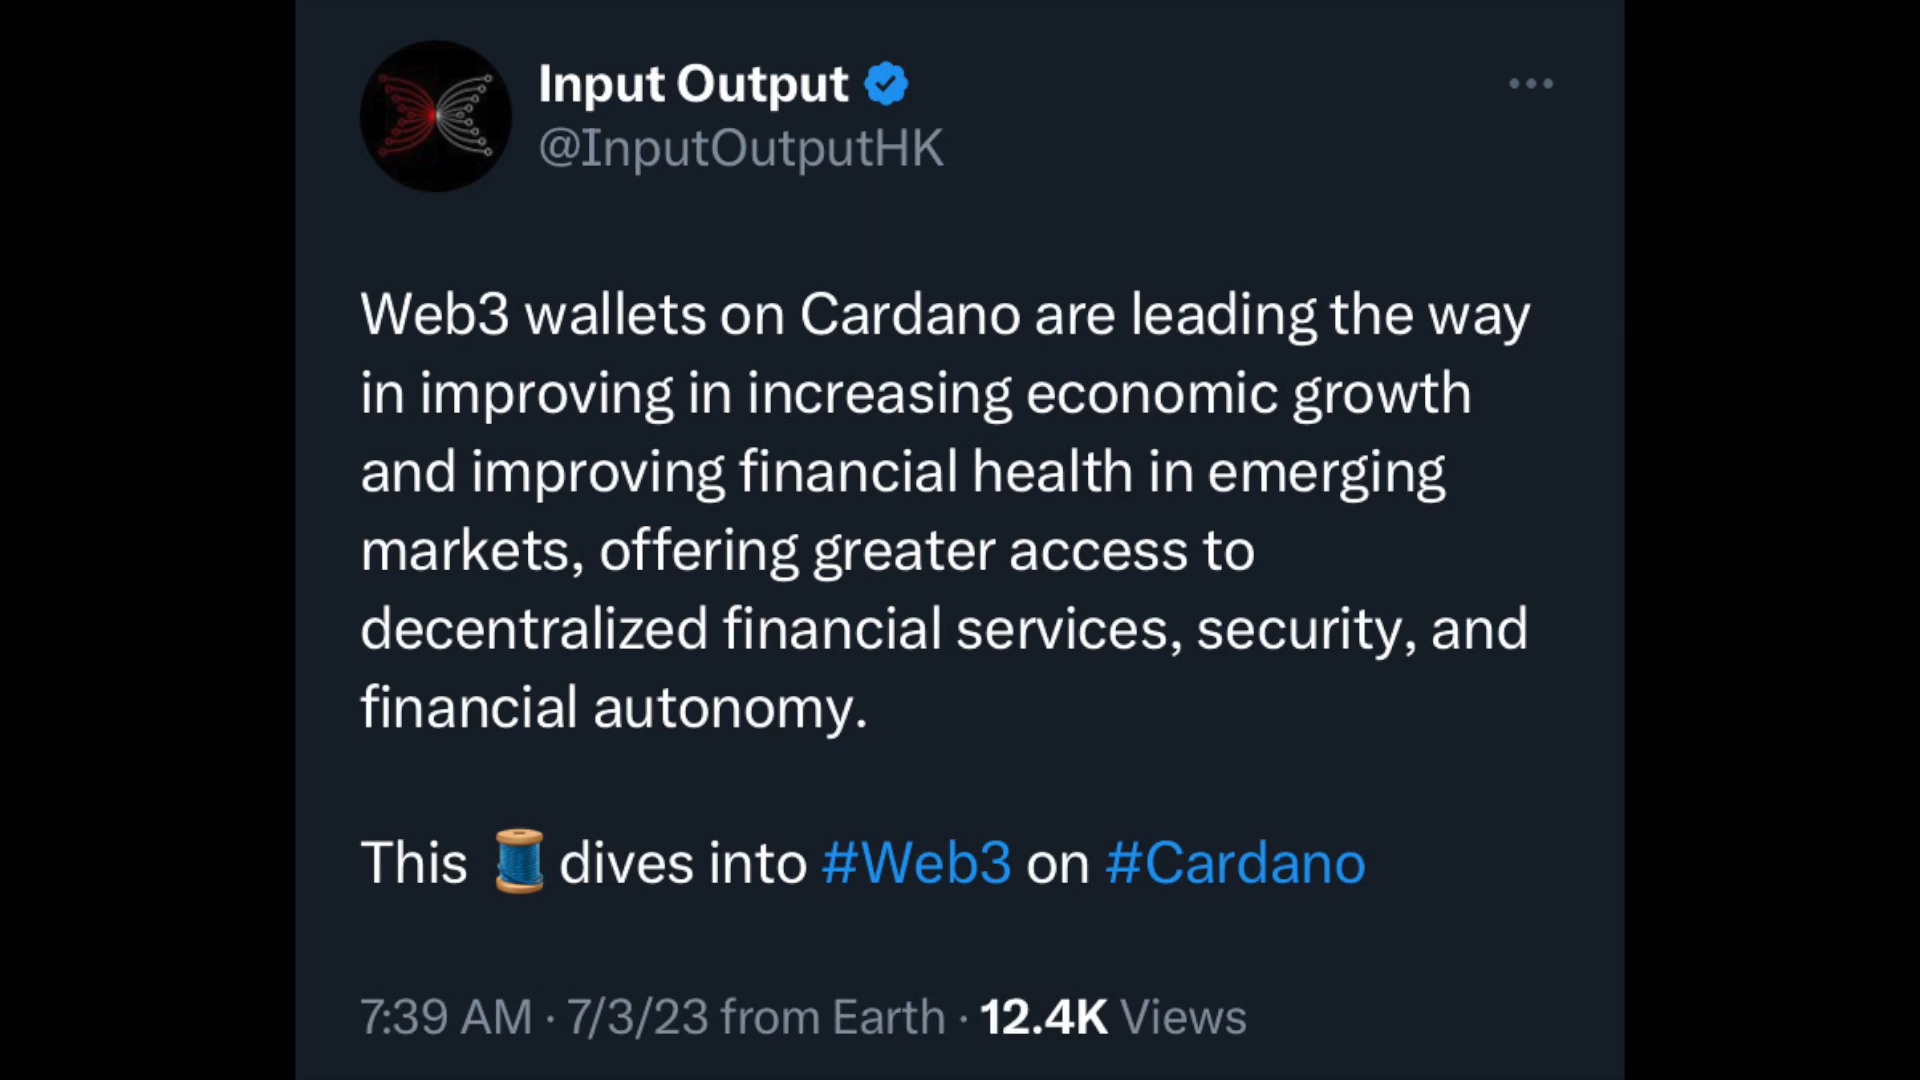 Input Output
@InputOutputHK
Web3 wallets on Cardano are leading the way
in improving in increasing economic growth
and improving financial health in emerging
markets, offering greater access to
decentralized financial services, security, and
financial autonomy.
This 🧵 dives into #Web3 on #Cardano
7:39 AM · 7/3/23 from Earth · 12.4K Views